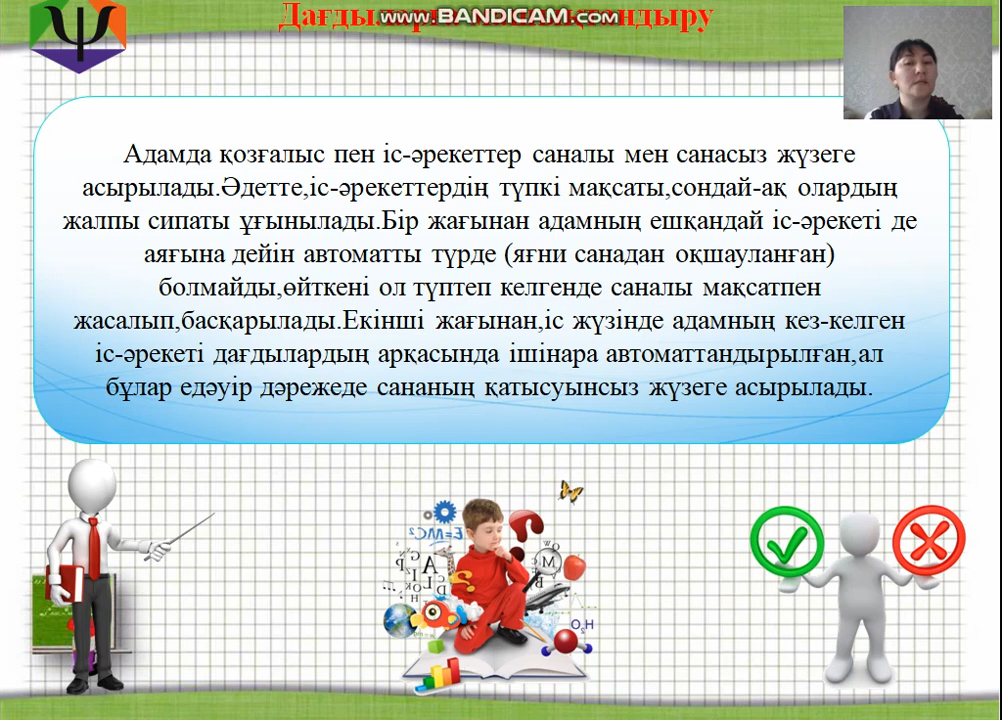 Дағдыларды
www.BANDICAM.com
Адамда қозғалыс пен іс-әрекеттер саналы мен санасыз жүзеге
асырылады.Әдетте,іс-әрекеттердің түпкі мақсаты,сондай-ақ олардың
жалпы сипаты ұғынылады.Бір жағынан адамның ешқандай іс-әрекеті де
аяғына дейін автоматты түрде (яғни санадан оқшауланған)
болмайды,өйткені ол түптеп келгенде саналы мақсатпен
жасалып,басқарылады.Екінші жағынан,іс жүзінде адамның кез-келген
іс-әрекеті дағдылардың арқасында ішінара автоматтандырылған,ал
бұлар едәуір дәрежеде сананың қатысуынсыз жүзеге асырылады.
E=MC²
H₂O